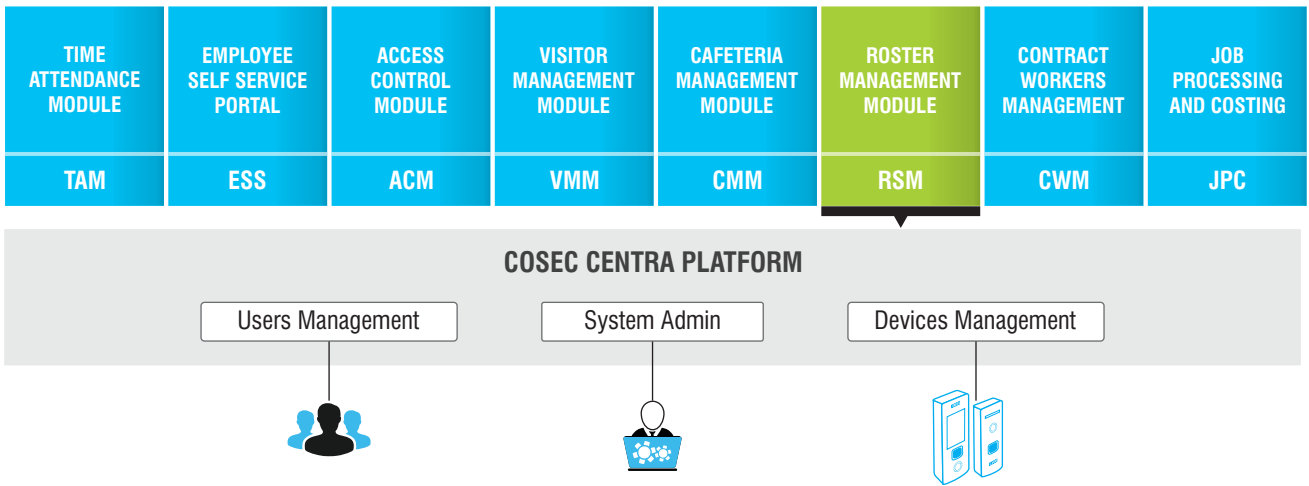 TIME
ATTENDANCE
MODULE
EMPLOYEE
SELF SERVICE
PORTAL
ACCESS
CONTROL
MODULE
VISITOR
MANAGEMENT
MODULE
CAFETERIA
MANAGEMENT
MODULE
ROSTER
MANAGEMENT
MODULE
CONTRACT
WORKERS
MANAGEMENT
JOB
PROCESSING
AND COSTING
TAM
ESS
ACM
VMM
CMM
RSM
CWM
JPC
COSEC CENTRA PLATFORM
Users Management
System Admin
Devices Management